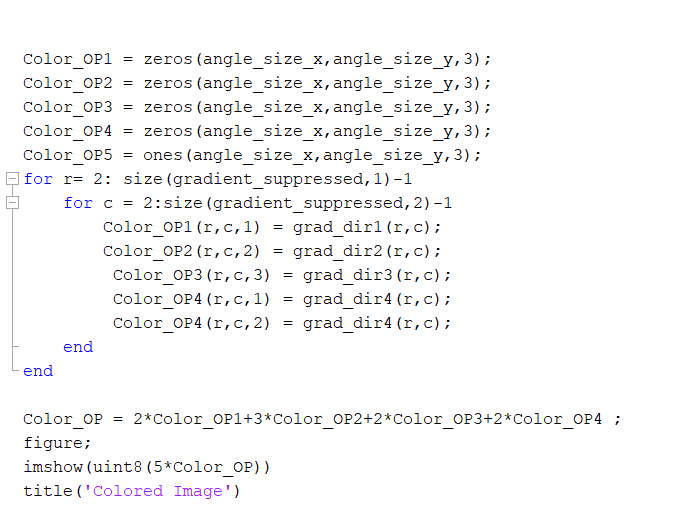 Color_OP1 = zeros(angle_size_x,angle_size_y,3);
Color_OP2 = zeros(angle_size_x,angle_size_y,3);
Color_OP3 = zeros(angle_size_x,angle_size_y,3);
Color_OP4 = zeros(angle_size_x,angle_size_y,3);
Color_OP5 = ones(angle_size_x,angle_size_y,3);
for r= 2: size(gradient_suppressed,1)-1
    for c = 2:size(gradient_suppressed,2)-1
        Color_OP1(r,c,1) = grad_dir1(r,c);
        Color_OP2(r,c,2) = grad_dir2(r,c);
         Color_OP3(r,c,3) = grad_dir3(r,c);
         Color_OP4(r,c,1) = grad_dir4(r,c);
         Color_OP4(r,c,2) = grad_dir4(r,c);
    end
end
Color_OP = 2*Color_OP1+3*Color_OP2+2*Color_OP3+2*Color_OP4 ;
figure;
imshow(uint8(5*Color_OP))
title('Colored Image')